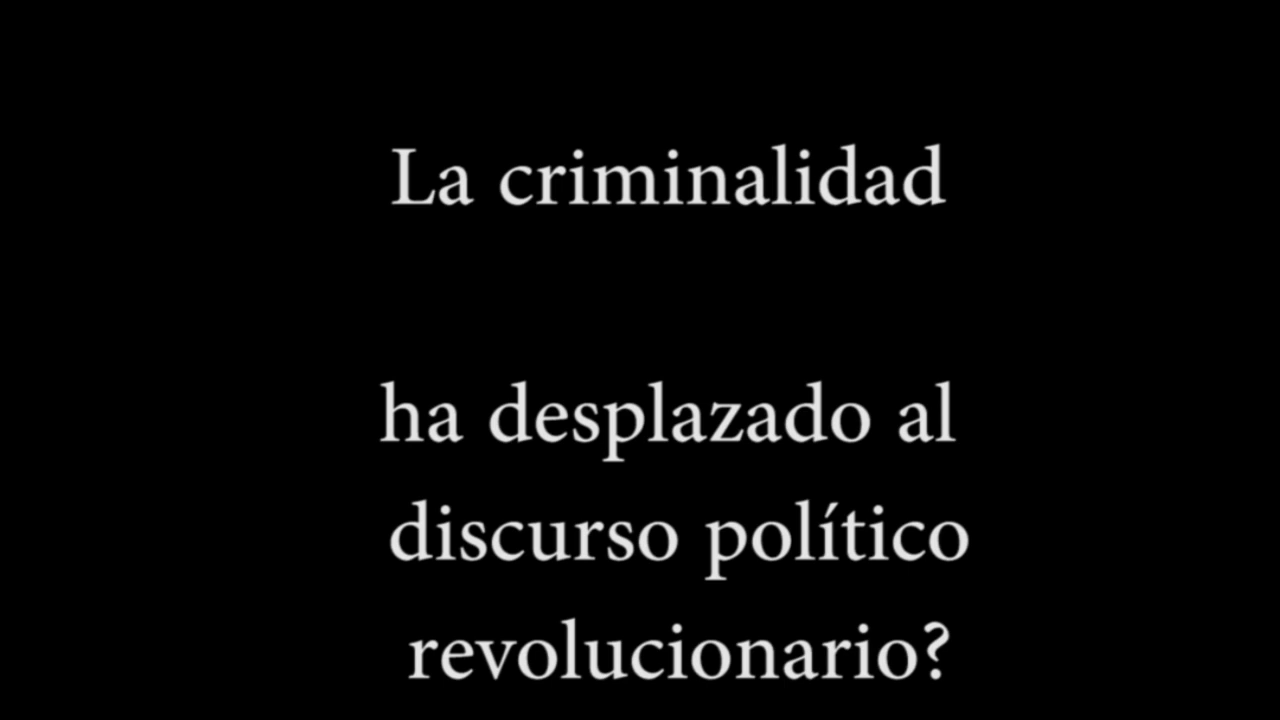 La criminalidad
ha desplazado al
discurso político
revolucionario?